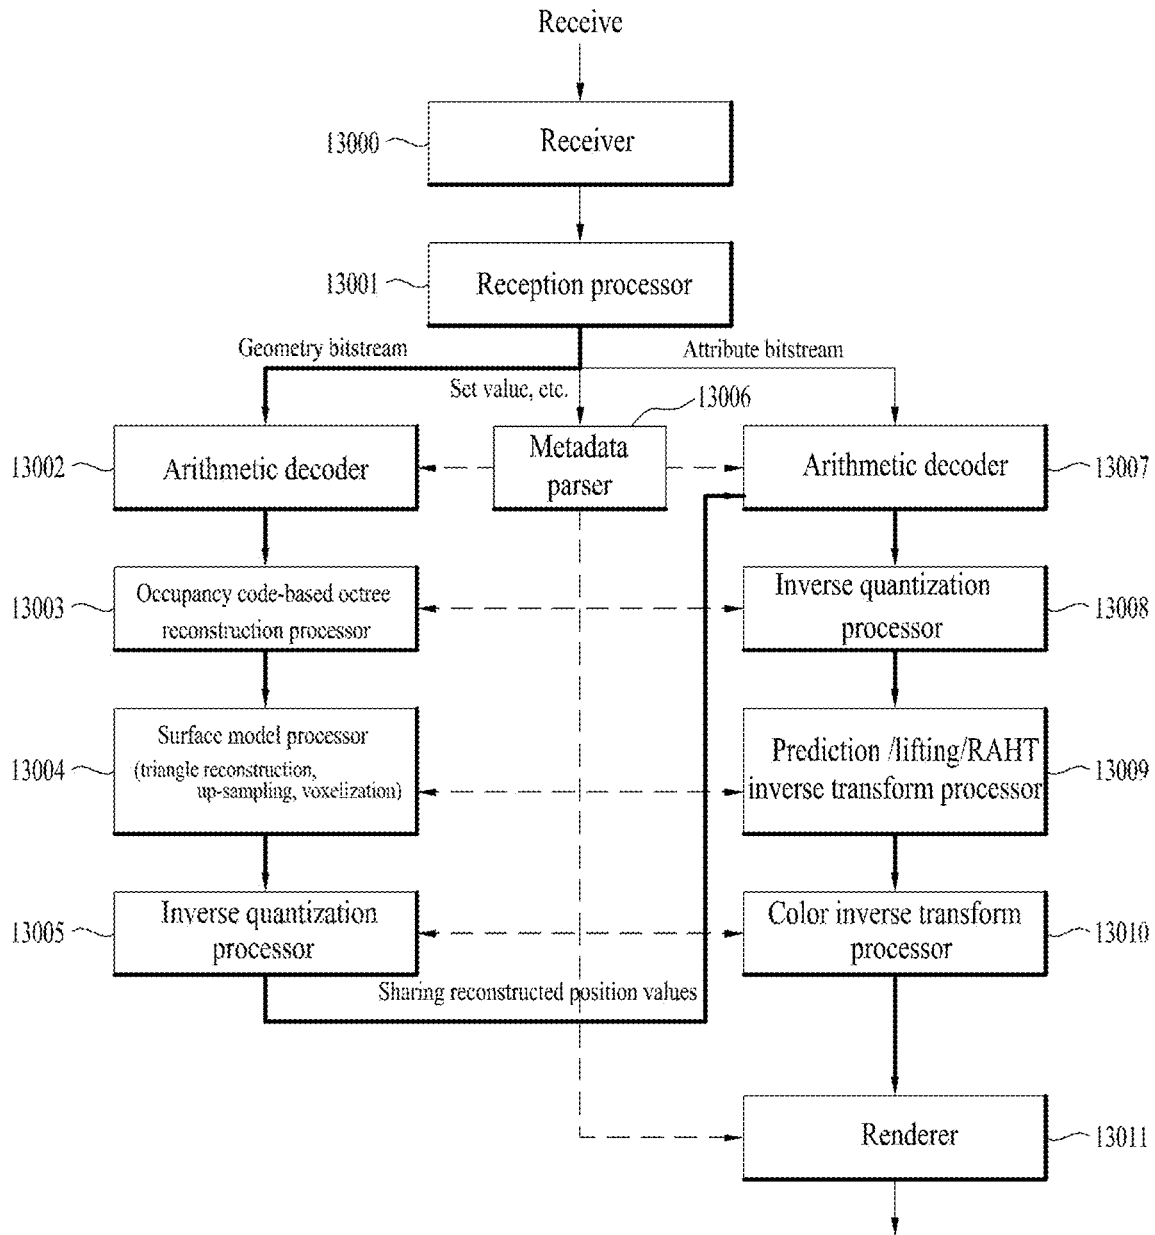 Receive
13000
Receiver
13001
Reception processor
Geometry bitstream
Attribute bitstream
Set value, etc.
13006
13002
Arithmetic decoder
Metadada
parser
Arithmetic decoder
13007
13003
Occupancy code-based octree
reconstruction processor
Inverse quantization
processor
13008
13004
Surface model processor
(triangle reconstruction,
up-sampling, voxelization)
Prediction /lifting/RAHT
inverse transform processor
13009
13005
Inverse quantization
processor
Color inverse transform
processor
13010
Sharing reconstructed position values
Renderer
13011